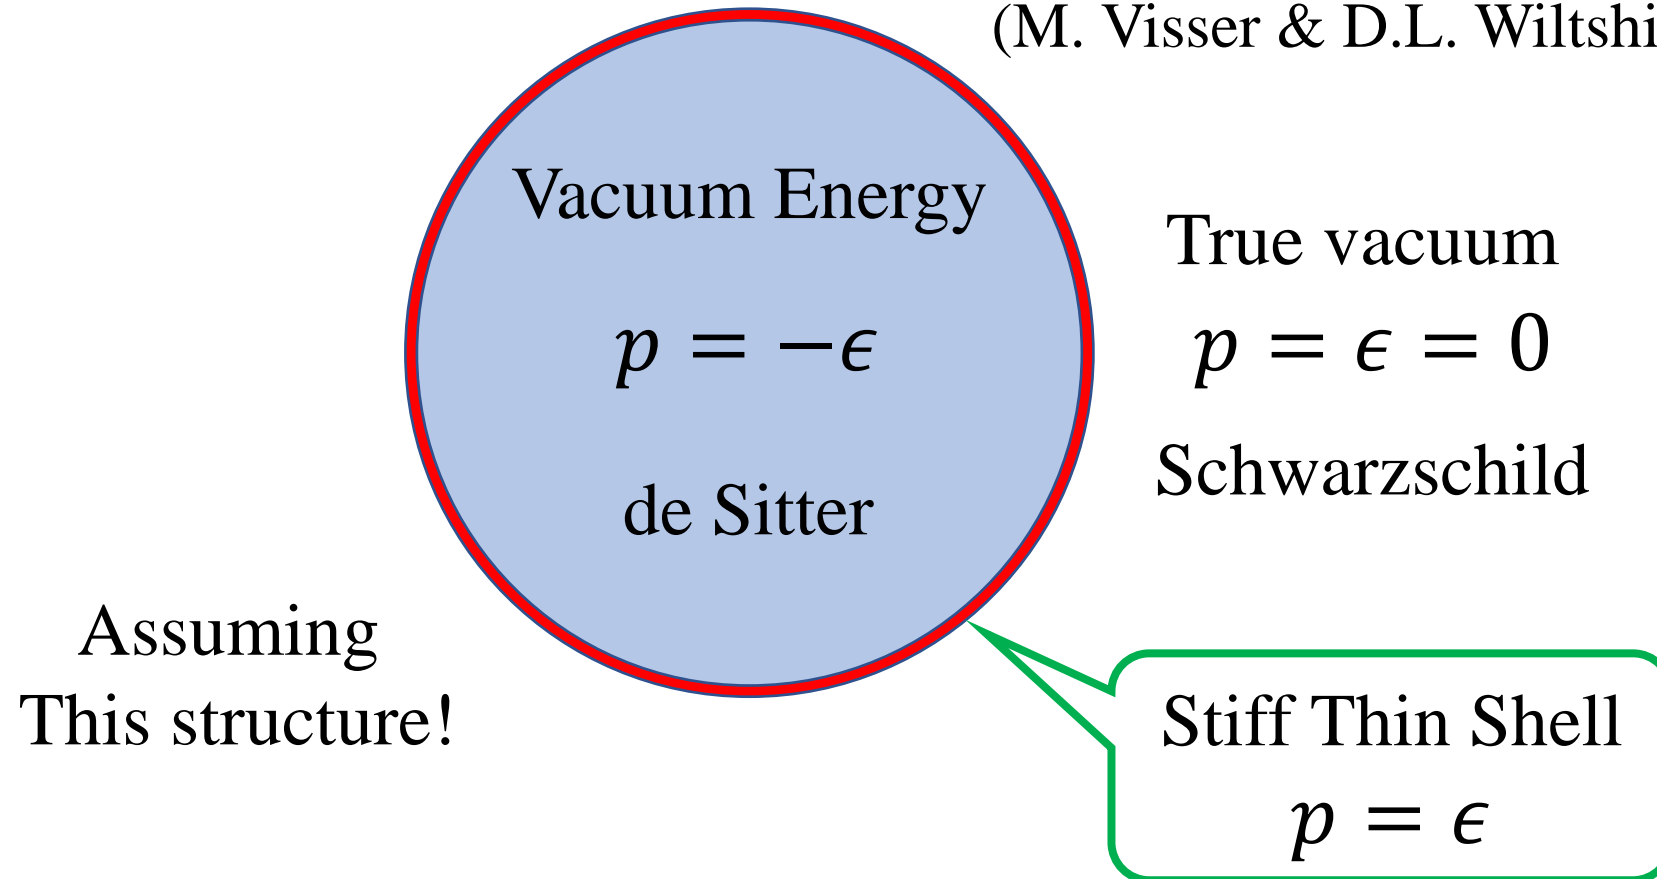 (M. Visser & D.L. Wiltshi
Vacuum Energy
p = −ϵ
de Sitter
True vacuum
p = ϵ = 0
Schwarzschild
Assuming
This structure!
Stiff Thin Shell
p = ϵ